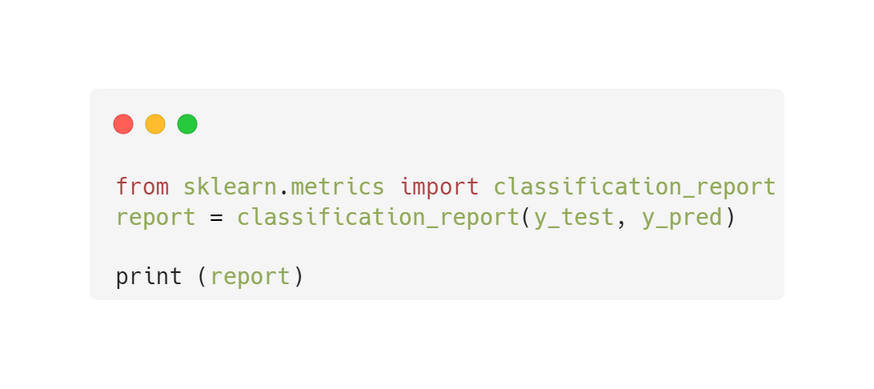 from sklearn.metrics import classification_report
report = classification_report(y_test, y_pred)
print (report)